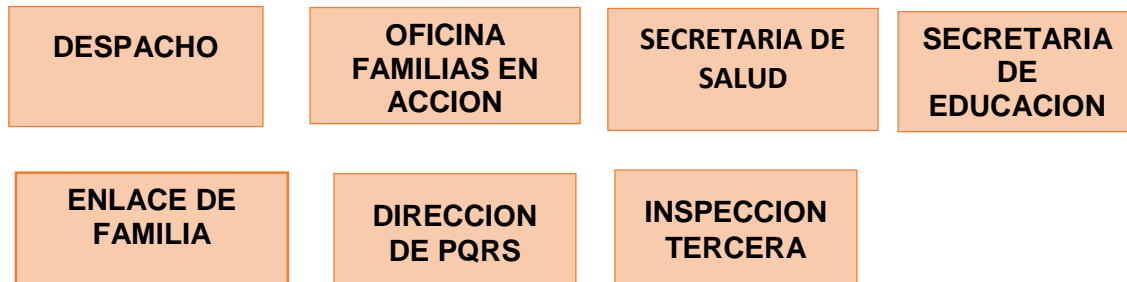 DESPACHO
OFICINA
FAMILIAS EN
ACCION
SECRETARIA DE
SALUD
SECRETARIA
DE
EDUCACION
ENLACE DE
FAMILIA
DIRECCION
DE PQRS
INSPECCION
TERCERA